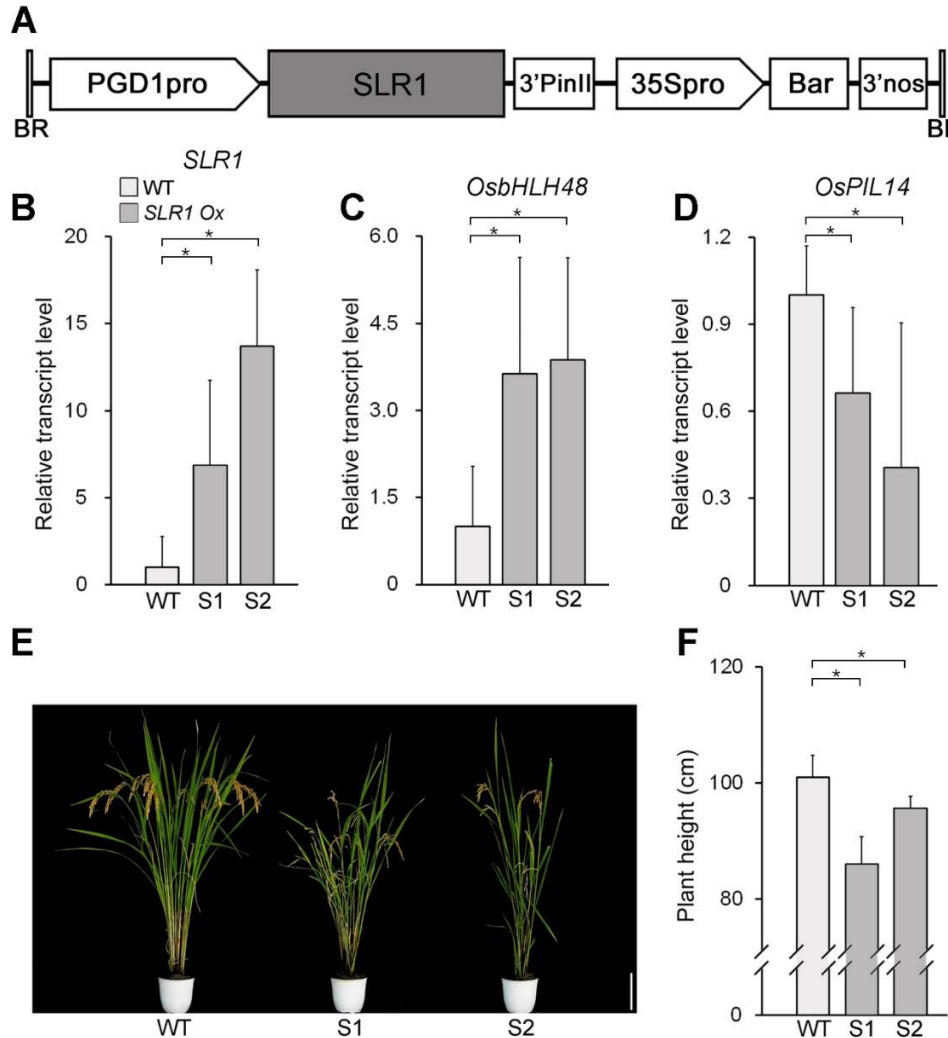 A
PGD1pro SLR1 3'PinII 35Spro Bar 3'nos
BR BI
SLR1
WT
SLR1 Ox
B
Relative transcript level
20
15
10
5
0
* *
WT S1 S2
C
OsbHLH48
Relative transcript level
6.0
4.5
3.0
1.5
0
* *
WT S1 S2
D
OsPIL14
Relative transcript level
1.2
0.9
0.6
0.3
0
* *
WT S1 S2
E
WT S1 S2
F
Plant height (cm)
120
100
80
0
* *
WT S1 S2